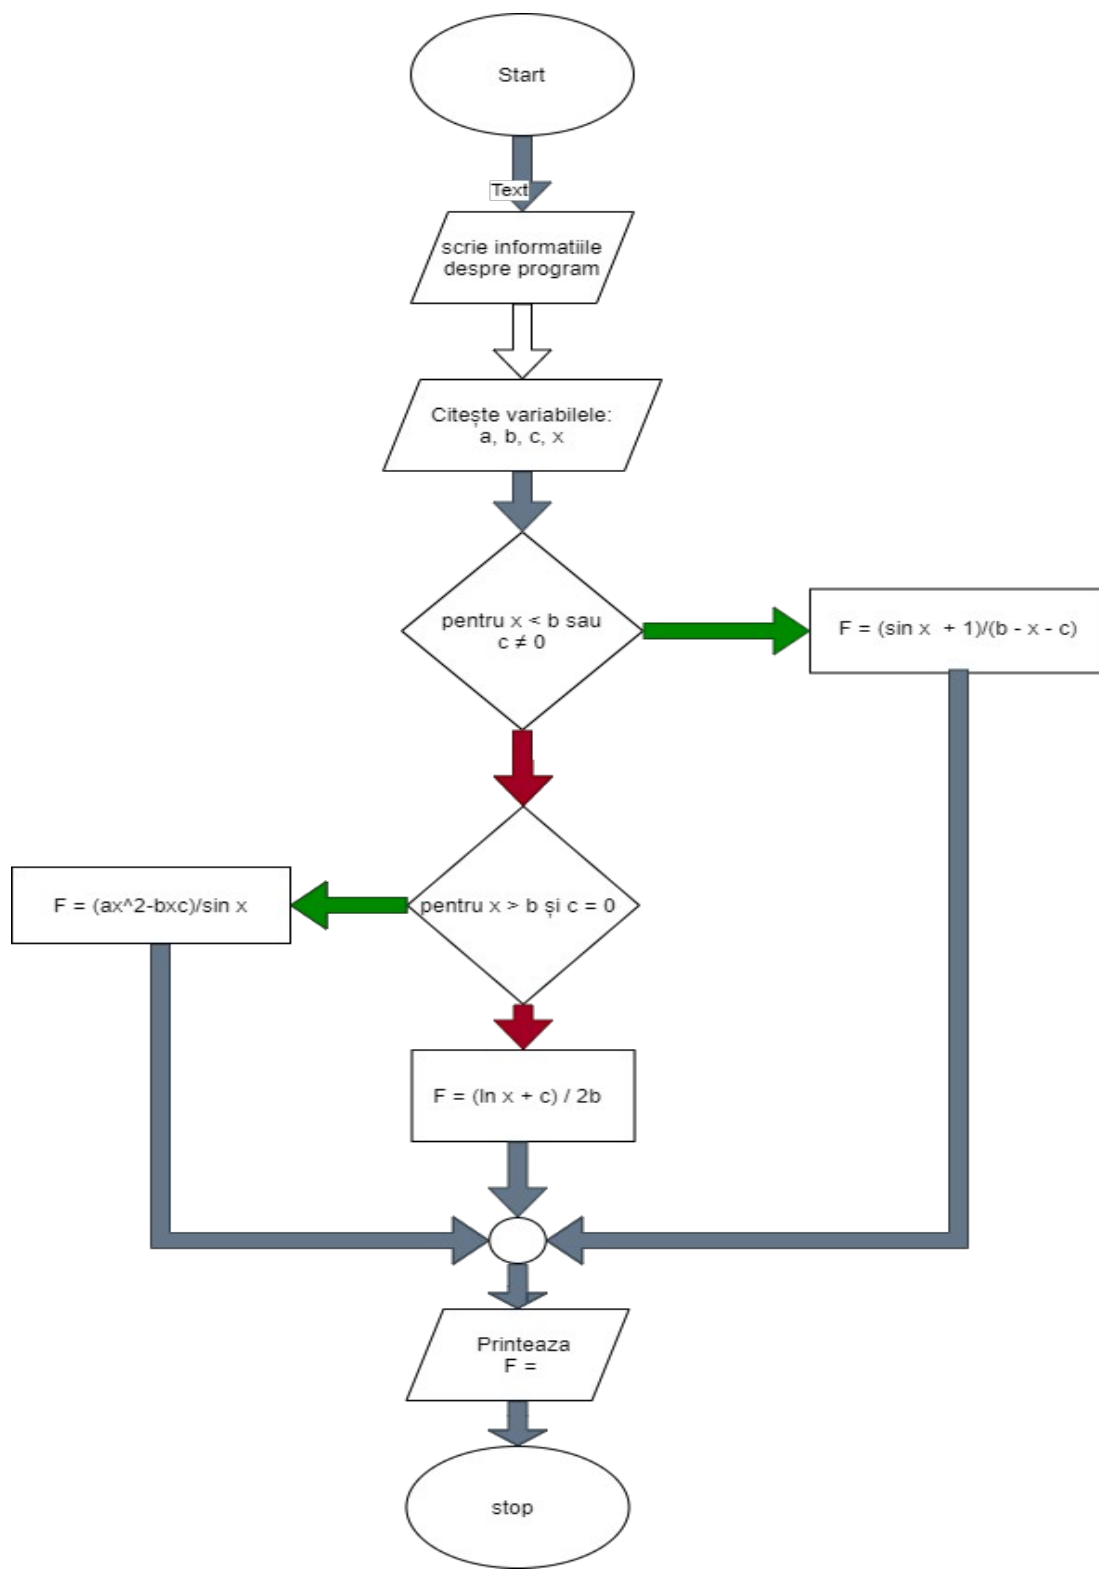 Start
Text
scrie informatiile
despre program
Citește variabilele:
a, b, c, x
pentru x < b sau
c ≠ 0
F = (sin x + 1)/(b - x - c)
pentru x > b și c = 0
F = (ax^2-bxc)/sin x
F = (ln x + c) / 2b
Printeaza
F =
stop